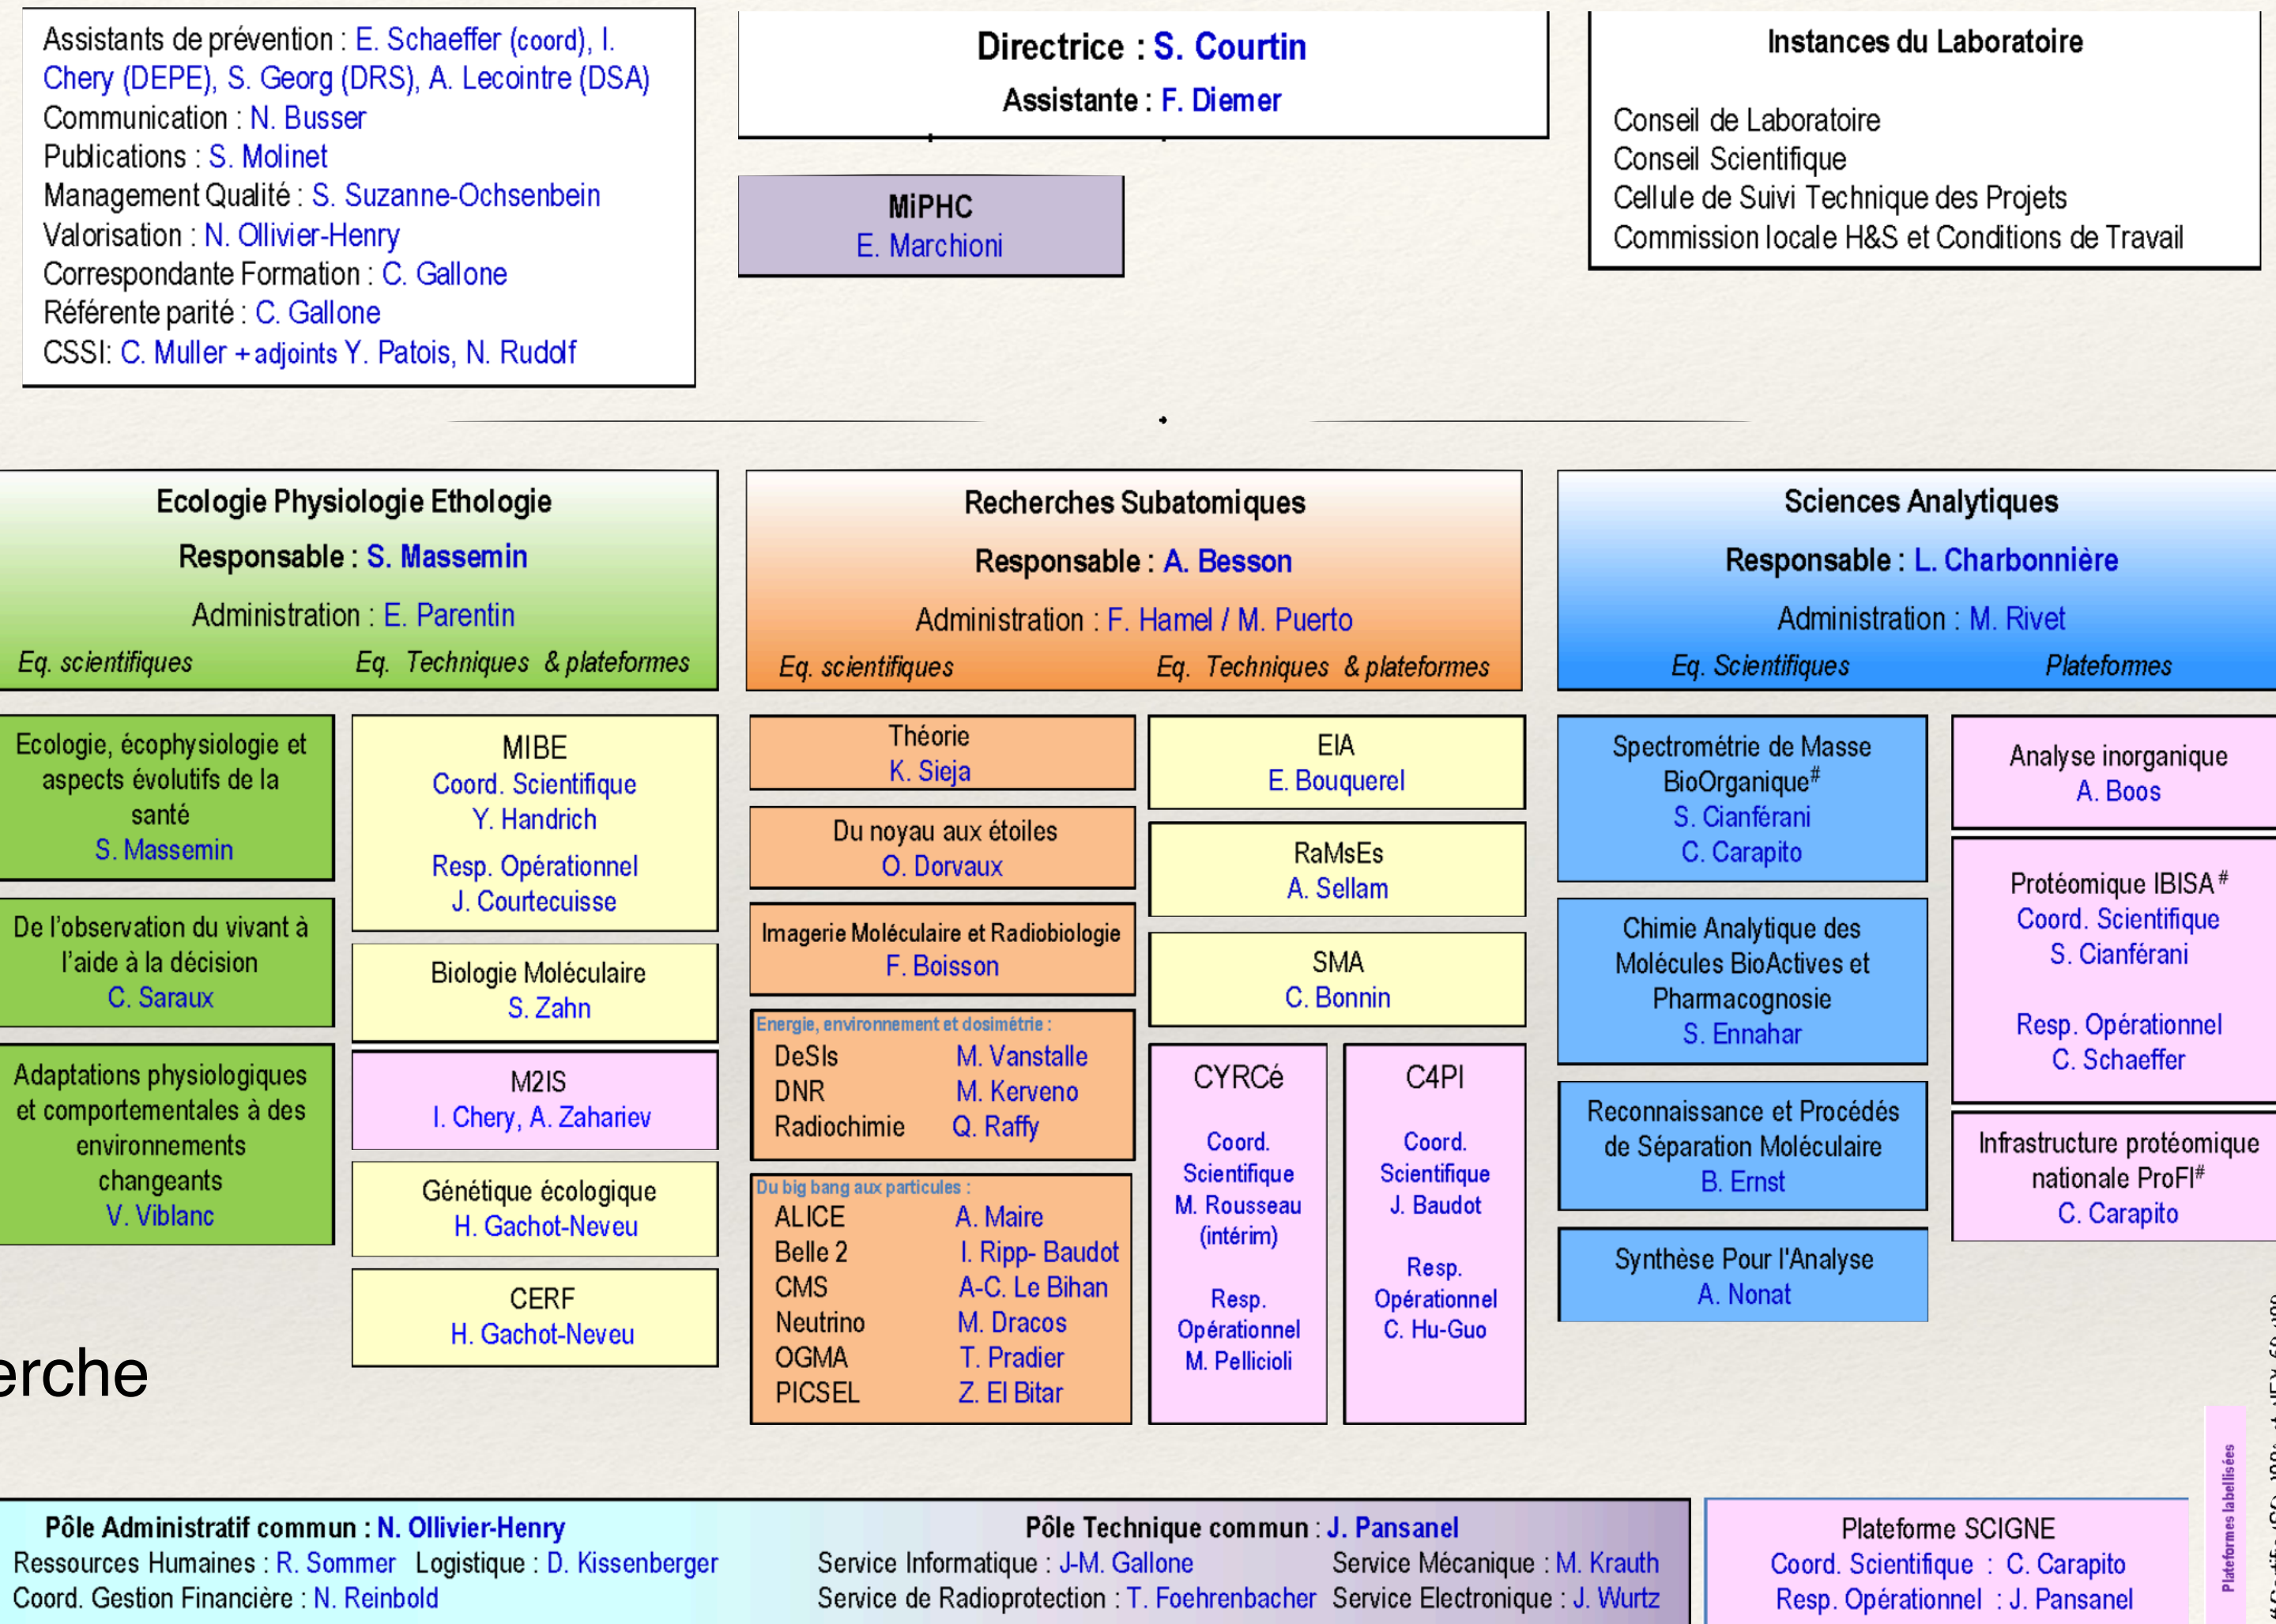 Assistants de prévention : E. Schaeffer (coord), I.
Chery (DEPE), S. Georg (DRS), A. Lecointre (DSA)
Communication : N. Busser
Publications : S. Molinet
Management Qualité : S. Suzanne-Ochsenbein
Valorisation : N. Ollivier-Henry
Correspondante Formation : C. Gallone
Référente parité : C. Gallone
CSSI: C. Muller + adjoints Y. Patois, N. Rudolf
Directrice : S. Courtin
Assistante : F. Diemer
MiPHC
E. Marchioni
Instances du Laboratoire
Conseil de Laboratoire
Conseil Scientifique
Cellule de Suivi Technique des Projets
Commission locale H&S et Conditions de Travail
Ecologie Physiologie Ethologie
Responsable : S. Massemin
Administration : E. Parentin
Eq. scientifiques Eq. Techniques & plateformes
Ecologie, écophysiologie et
aspects évolutifs de la
santé
S. Massemin
De l'observation du vivant à
l'aide à la décision
C. Saraux
Adaptations physiologiques
et comportementales à des
environnements
changeants
V. Viblanc
MIBE
Coord. Scientifique
Y. Handrich
Resp. Opérationnel
J. Courtecuisse
Biologie Moléculaire
S. Zahn
M2IS
I. Chery, A. Zahariev
Génétique écologique
H. Gachot-Neveu
CERF
H. Gachot-Neveu
Recherches Subatomiques
Responsable : A. Besson
Administration : F. Hamel / M. Puerto
Eq. scientifiques Eq. Techniques & plateformes
Théorie
K. Sieja
Du noyau aux étoiles
O. Dorvaux
Imagerie Moléculaire et Radiobiologie
F. Boisson
Energie, environnement et dosimétrie :
DeSIs M. Vanstalle
DNR M. Kerveno
Radiochimie Q. Raffy
Du big bang aux particules :
ALICE A. Maire
Belle 2 I. Ripp- Baudot
CMS A-C. Le Bihan
Neutrino M. Dracos
OGMA T. Pradier
PICSEL Z. El Bitar
EIA
E. Bouquerel
RaMsEs
A. Sellam
SMA
C. Bonnin
CYRCé
Coord.
Scientifique
M. Rousseau
(intérim)
Resp.
Opérationnel
M. Pellicioli
C4PI
Coord.
Scientifique
J. Baudot
Resp.
Opérationnel
C. Hu-Guo
Sciences Analytiques
Responsable : L. Charbonnière
Administration : M. Rivet
Eq. Scientifiques Plateformes
Spectrométrie de Masse
BioOrganique#
S. Cianférani
C. Carapito
Chimie Analytique des
Molécules BioActives et
Pharmacognosie
S. Ennahar
Reconnaissance et Procédés
de Séparation Moléculaire
B. Ernst
Synthèse Pour l'Analyse
A. Nonat
Analyse inorganique
A. Boos
Protéomique IBISA#
Coord. Scientifique
S. Cianférani
Resp. Opérationnel
C. Schaeffer
Infrastructure protéomique
nationale ProFI#
C. Carapito
erche
Pôle Administratif commun : N. Ollivier-Henry
Ressources Humaines : R. Sommer Logistique : D. Kissenberger
Coord. Gestion Financière : N. Reinbold
Pôle Technique commun : J. Pansanel
Service Informatique : J-M. Gallone Service Mécanique : M. Krauth
Service de Radioprotection : T. Foehrenbacher Service Electronique : J. Wurtz
Plateforme SCIGNE
Coord. Scientifique : C. Carapito
Resp. Opérationnel : J. Pansanel
Plateformes labellisées